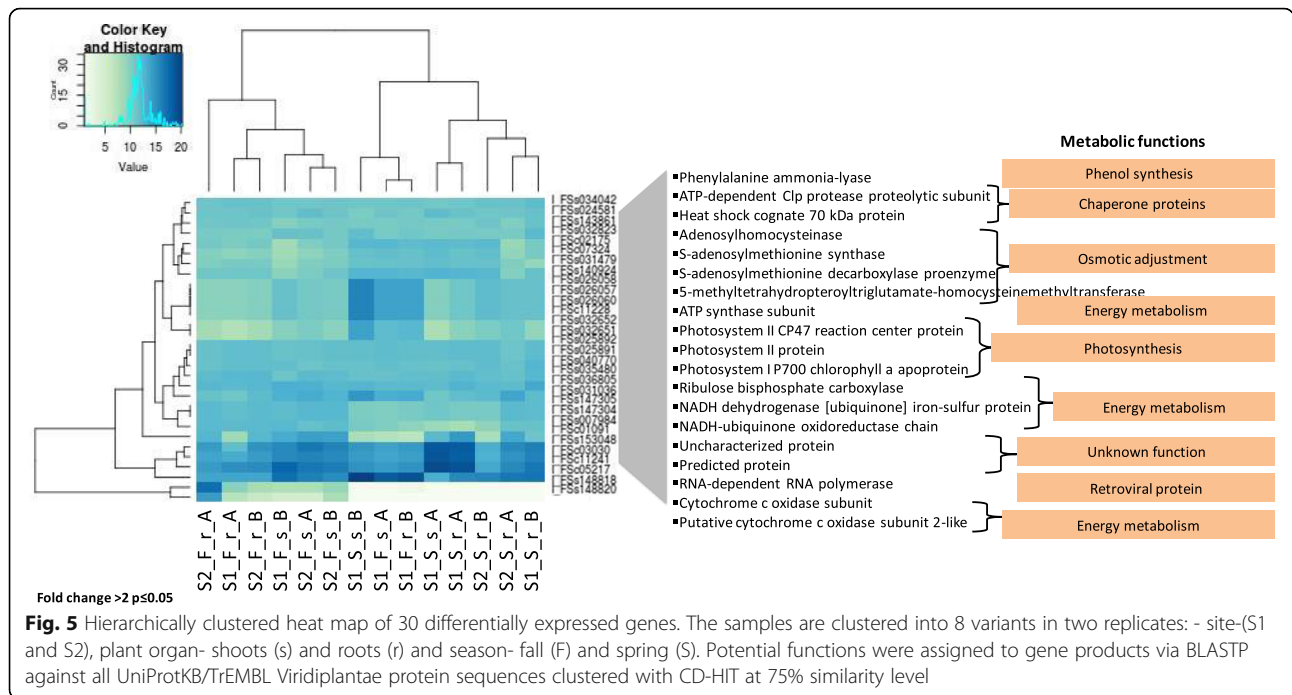 Color Key
and Histogram
Count
0 15 30
5 10 15 20
Value
FSs034042
FSs024581
FSs143861
FSs032823
FSc02175
FSc07324
FSs031479
FSs140924
FSs026058
FSs026057
FSs026060
FSc11228
FSs032652
FSs032651
FSs025892
FSs025891
FSs040770
FSs035480
FSs036805
FSs031036
FSs147305
FSs147304
FSs007984
FSc01091
FSs153048
FSc03030
FSc11241
FSc05217
FSs148818
FSs148820
S2_F_r_A
S1_F_r_A
S2_F_r_B
S1_F_s_B
S2_F_s_A
S2_F_s_B
S1_S_s_B
S1_F_s_A
S1_F_r_B
S1_S_s_A
S1_S_r_A
S2_S_r_B
S2_S_r_A
S1_S_r_B
Metabolic functions
▪Phenylalanine ammonia-lyase
▪ATP-dependent Clp protease proteolytic subunit
▪Heat shock cognate 70 kDa protein
▪Adenosylhomocysteinase
▪S-adenosylmethionine synthase
▪S-adenosylmethionine decarboxylase proenzyme
▪5-methyltetrahydropteroyltriglutamate-homocysteinemethyltransferase
▪ATP synthase subunit
▪Photosystem II CP47 reaction center protein
▪Photosystem II protein
▪Photosystem I P700 chlorophyll a apoprotein
▪Ribulose bisphosphate carboxylase
▪NADH dehydrogenase [ubiquinone] iron-sulfur protein
▪NADH-ubiquinone oxidoreductase chain
▪Uncharacterized protein
▪Predicted protein
▪RNA-dependent RNA polymerase
▪Cytochrome c oxidase subunit
▪Putative cytochrome c oxidase subunit 2-like
Phenol synthesis
Chaperone proteins
Osmotic adjustment
Energy metabolism
Photosynthesis
Energy metabolism
Unknown function
Retroviral protein
Energy metabolism
Fold change >2 p≤0.05
Fig. 5 Hierarchically clustered heat map of 30 differentially expressed genes. The samples are clustered into 8 variants in two replicates: - site-(S1
and S2), plant organ- shoots (s) and roots (r) and season- fall (F) and spring (S). Potential functions were assigned to gene products via BLASTP
against all UniProtKB/TrEMBL Viridiplantae protein sequences clustered with CD-HIT at 75% similarity level